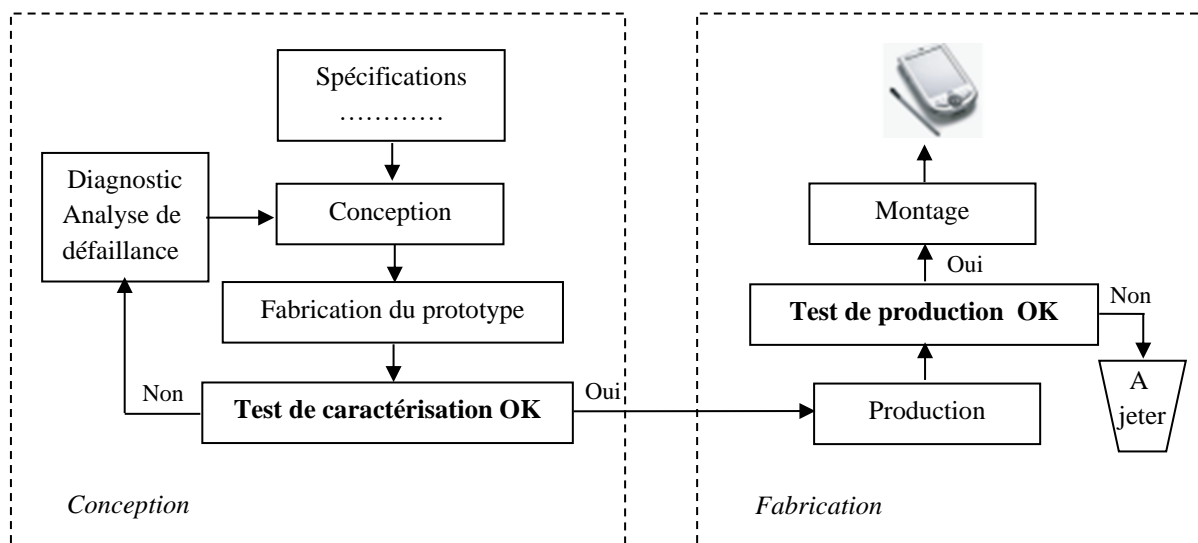 Spécifications
…………
Diagnostic
Analyse de
défaillance
Conception
Fabrication du prototype
Non
Test de caractérisation OK
Oui
Conception
Montage
Oui
Test de production OK
Non
Production
A
jeter
Fabrication